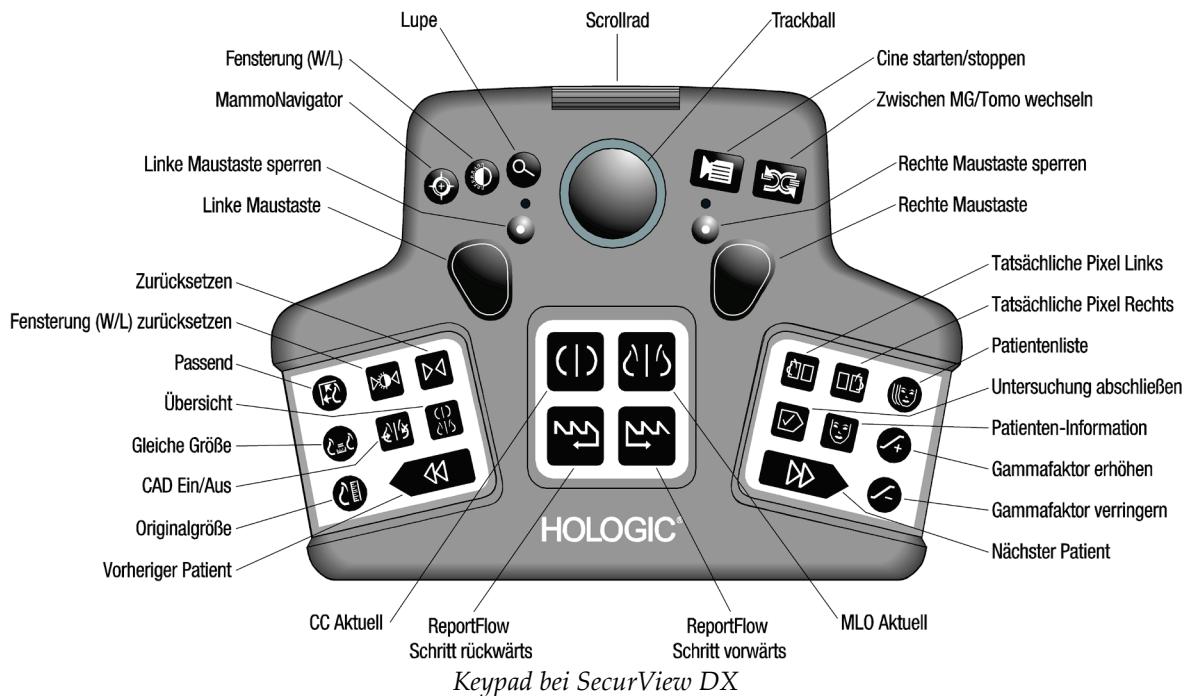 Lupe
Scrollrad
Trackball
Fensterung (W/L)
Cine starten/stoppen
MammoNavigator
Zwischen MG/Tomo wechseln
Linke Maustaste sperren
Rechte Maustaste sperren
Linke Maustaste
Rechte Maustaste
Zurücksetzen
Tatsächliche Pixel Links
Fensterung (W/L) zurücksetzen
Tatsächliche Pixel Rechts
Passend
Patientenliste
Übersicht
Untersuchung abschließen
Gleiche Größe
Patienten-Information
CAD Ein/Aus
Gammafaktor erhöhen
Originalgröße
Gammafaktor verringern
Vorheriger Patient
Nächster Patient
HOLOGIC®
CC Aktuell
ReportFlow
Schritt rückwärts
ReportFlow
Schritt vorwärts
MLO Aktuell
Keypad bei SecurView DX